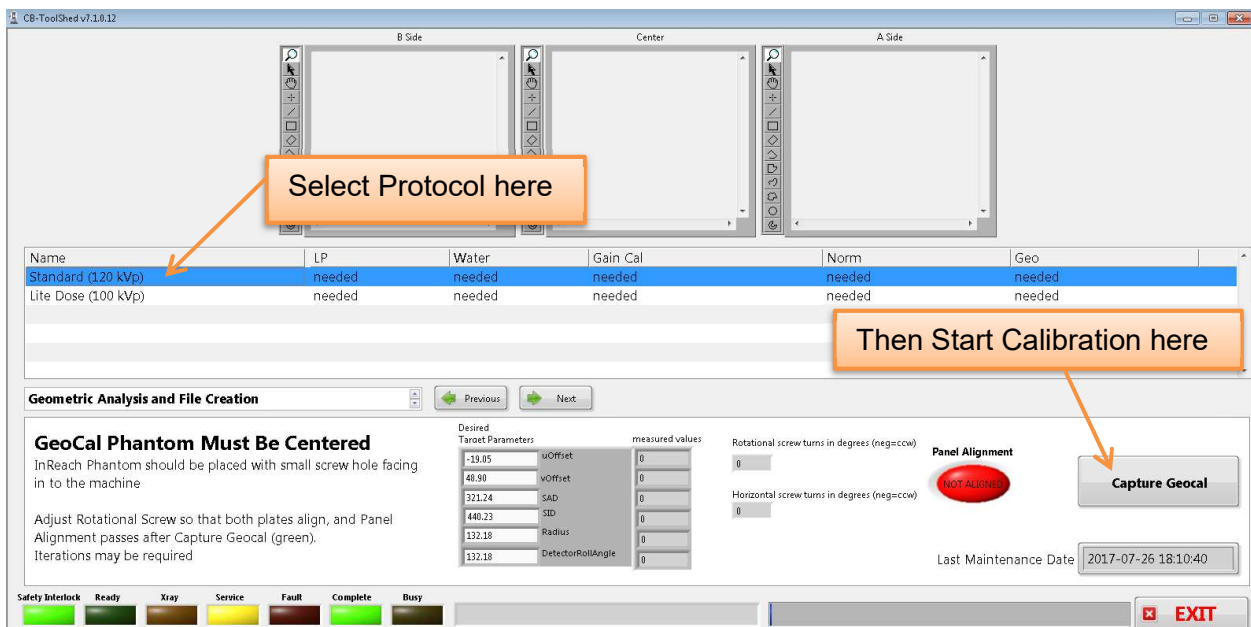 CB-ToolShed v7.1.0.12
B Side Center A Side
Select Protocol here
Name LP Water Gain Cal Norm Geo
Standard (120 kVp) needed needed needed needed needed
Lite Dose (100 kVp) needed needed needed needed needed
Then Start Calibration here
Geometric Analysis and File Creation Previous Next
GeoCal Phantom Must Be Centered
InReach Phantom should be placed with small screw hole facing
in to the machine
Adjust Rotational Screw so that both plates align, and Panel
Alignment passes after Capture Geocal (green).
Iterations may be required
Desired
Target Parameters measured values
-19.05 uOffset 0
48.90 vOffset 0
321.24 SAD 0
440.23 SID 0
132.18 Radius 0
132.18 DetectorRollAngle 0
Rotational screw turns in degrees (neg=ccw)
0
Horizontal screw turns in degrees (neg=ccw)
0
Panel Alignment
NOT ALIGNED
Capture Geocal
Last Maintenance Date 2017-07-26 18:10:40
Safety Interlock Ready Xray Service Fault Complete Busy
EXIT